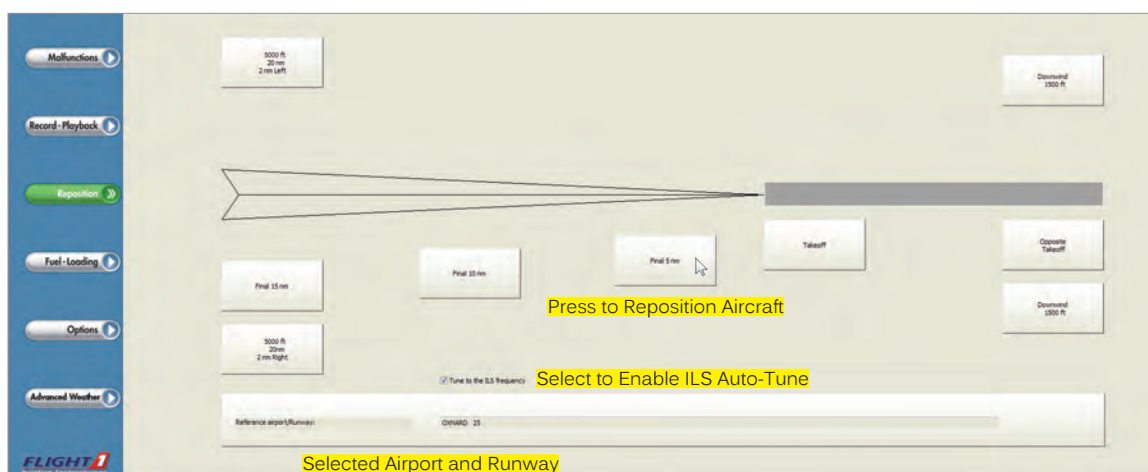 Malfunctions
Record - Playback
Reposition
Fuel - Loading
Options
Advanced Weather
FLIGHT1
5000 ft
20 nm
2 nm Left
Downwind
1500 ft
Takeoff
Opposite
Takeoff
Final 5 nm
Final 10 nm
Final 15 nm
Press to Reposition Aircraft
Downwind
1500 ft
5000 ft
20nm
2 nm Right
Tune to the ILS frequency
Select to Enable ILS Auto-Tune
Reference airport/Runway:
OXNARD 25
Selected Airport and Runway